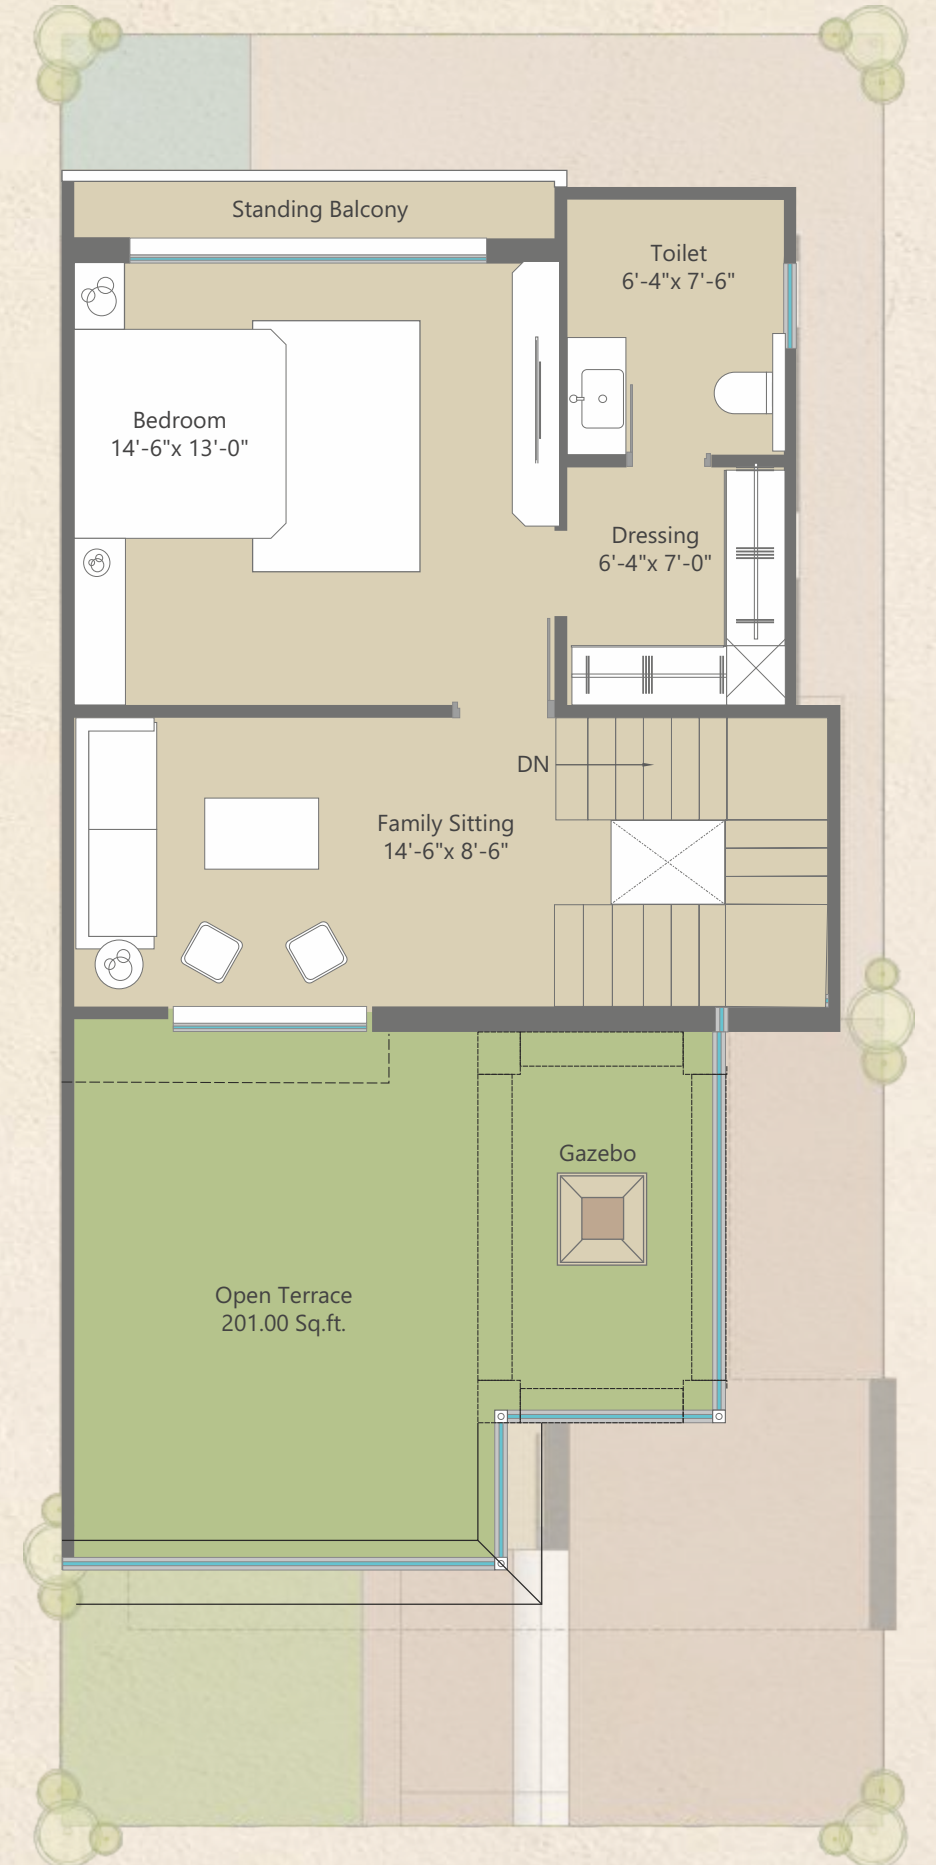 Standing Balcony
Toilet
6'-4"x 7'-6"
Bedroom
14'-6"x 13'-0"
Dressing
6'-4"x 7'-0"
DN
Family Sitting
14'-6"x 8'-6"
Gazebo
Open Terrace
201.00 Sq.ft.